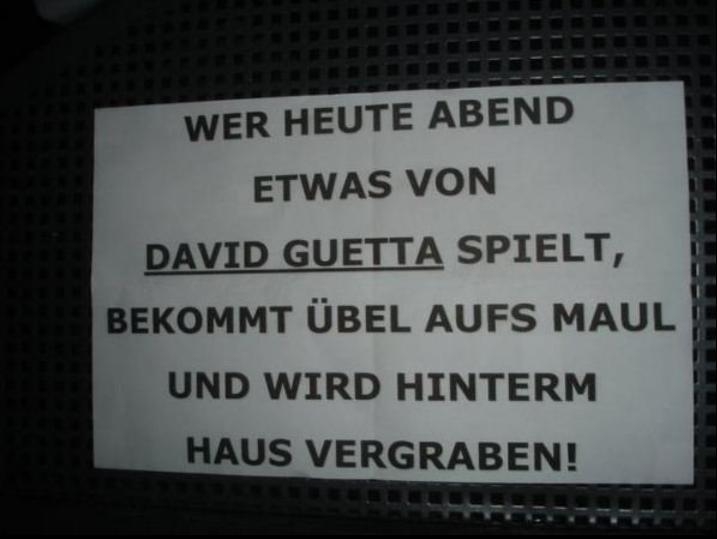 WER HEUTE ABEND
ETWAS VON
DAVID GUETTA SPIELT,
BEKOMMT ÜBEL AUFS MAUL
UND WIRD HINTERM
HAUS VERGRABEN!